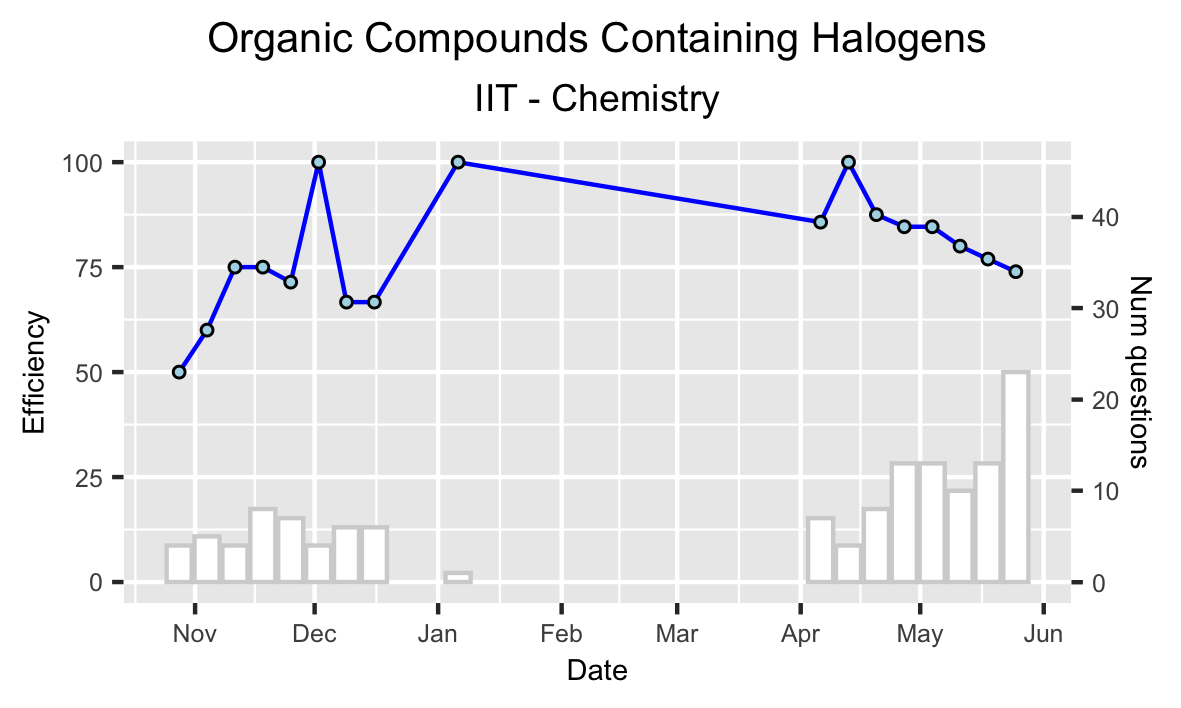 Organic Compounds Containing Halogens
IIT - Chemistry
100
75
50
25
0
Efficiency
40
30
20
10
0
Num questions
Nov Dec Jan Feb Mar Apr May Jun
Date